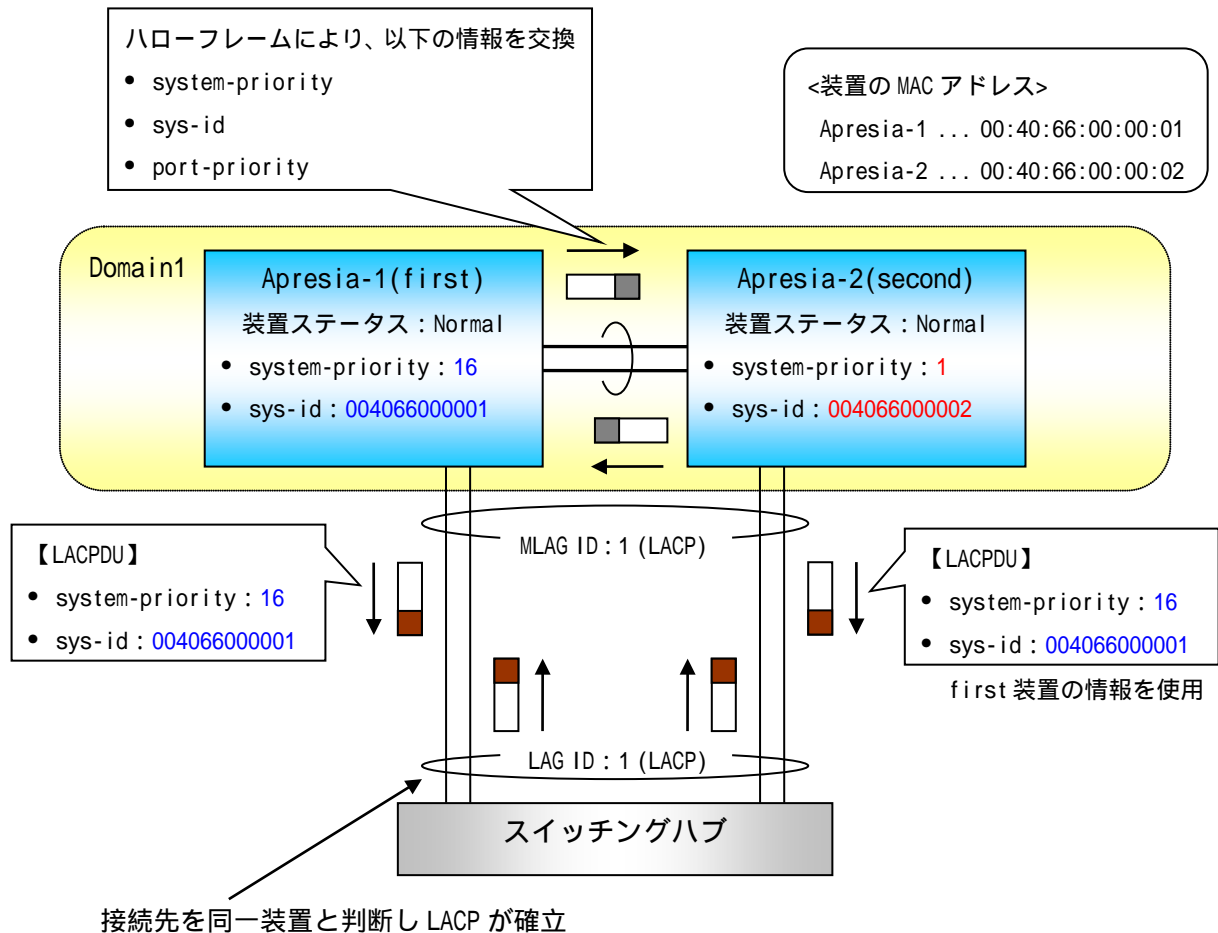 ハローフレームにより、以下の情報を交換
• system-priority
• sys-id
• port-priority
<装置の MAC アドレス>
Apresia-1 ... 00:40:66:00:00:01
Apresia-2 ... 00:40:66:00:00:02
Domain1
Apresia-1(first)
装置ステータス：Normal
• system-priority：16
• sys-id：004066000001
Apresia-2(second)
装置ステータス：Normal
• system-priority：1
• sys-id：004066000002
MLAG ID：1 (LACP)
【LACPDU】
• system-priority：16
• sys-id：004066000001
【LACPDU】
• system-priority：16
• sys-id：004066000001
first 装置の情報を使用
LAG ID：1 (LACP)
スイッチングハブ
接続先を同一装置と判断し LACP が確立